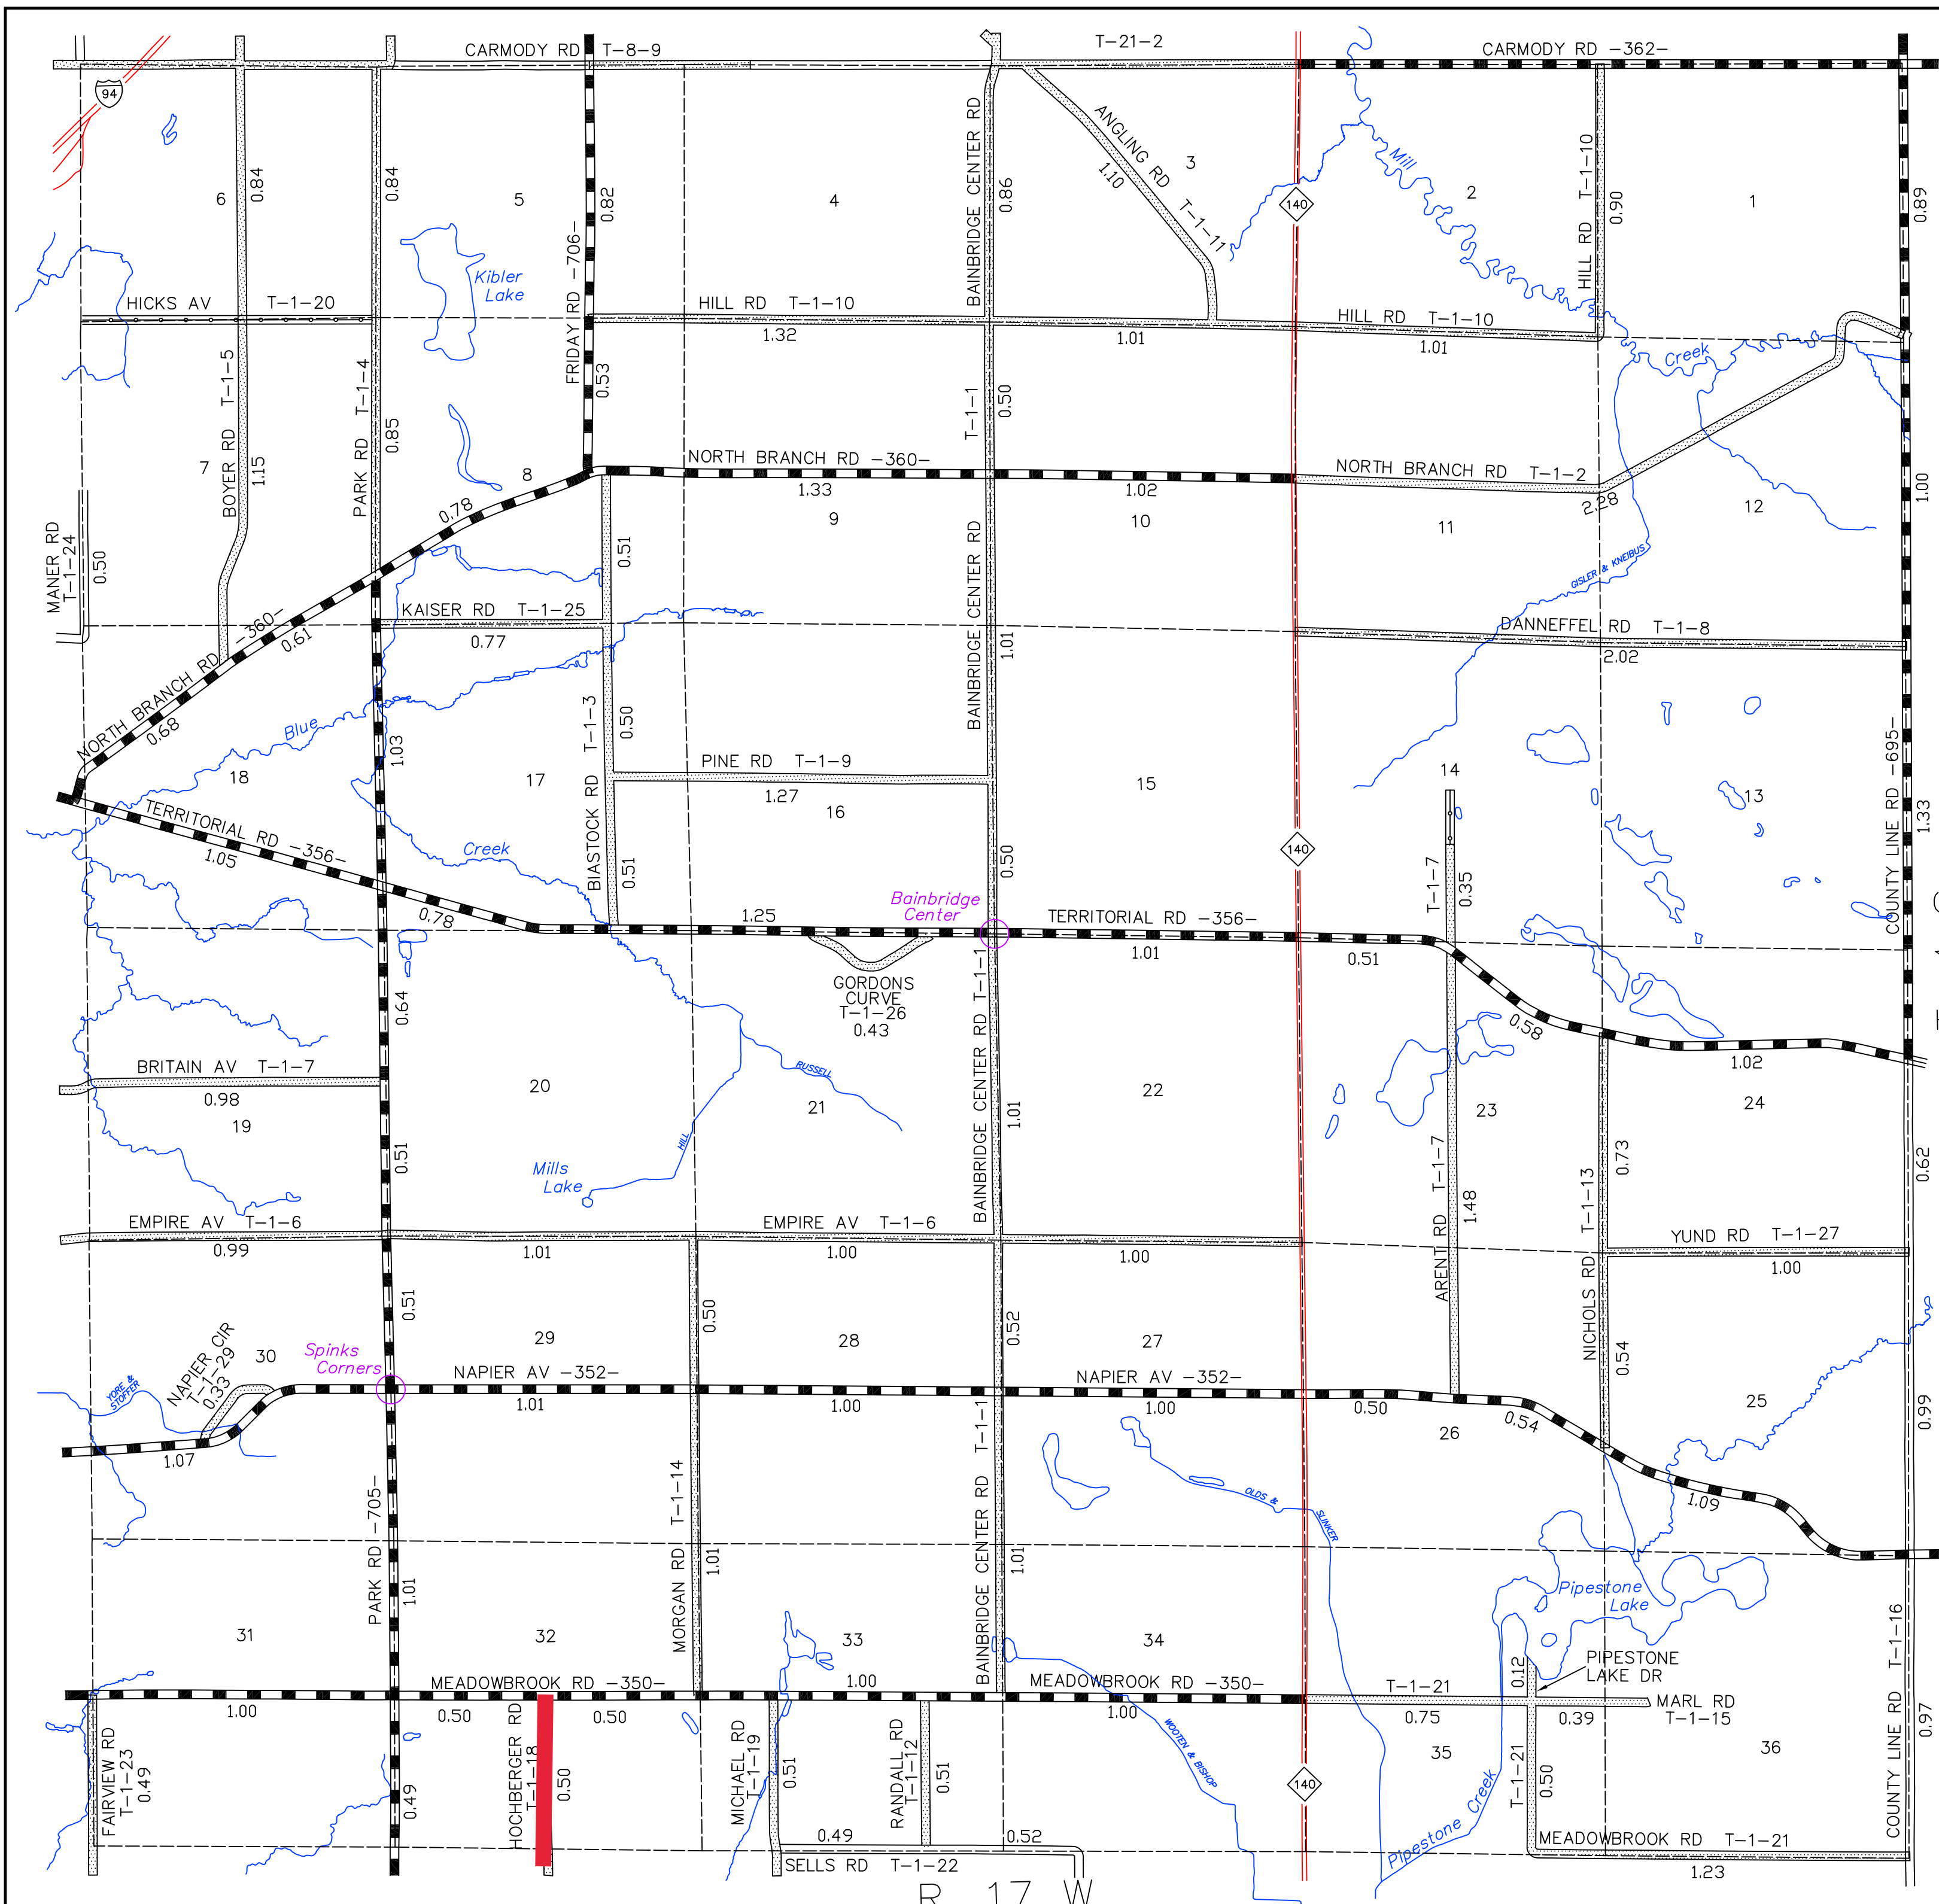 CARMODY RD T-8-9
T-21-2
CARMODY RD -362-
94
BAINBRIDGE CENTER RD
ANGLING RD T-1-11
1.10
3
Mill
2
HILL RD T-1-10
0.90
1
0.89
6
0.84
0.84
5
0.82
4
0.86
140
FRIDAY RD -706-
Kibler
Lake
HICKS AV T-1-20
HILL RD T-1-10
1.32
1.01
HILL RD T-1-10
1.01
Creek
BOYER RD T-1-5
1.15
PARK RD T-1-4
0.85
0.53
T-1-1
0.50
7
8
NORTH BRANCH RD -360-
1.33
1.02
NORTH BRANCH RD T-1-2
2.28
1.00
0.78
9
10
11
12
MANER RD
T-1-24
0.50
0.51
BAINBRIDGE CENTER RD
1.01
GISLER & KNEIBUS
KAISER RD T-1-25
0.77
DANNEFFEL RD T-1-8
2.02
NORTH BRANCH RD -360-
0.61
0.68
Blue
1.03
BIASTOCK RD T-1-3
0.50
18
17
PINE RD T-1-9
1.27
16
15
14
13
COUNTY LINE RD -695-
1.33
TERRITORIAL RD -356-
1.05
Creek
0.51
0.50
140
T-1-7
0.35
0.78
1.25
Bainbridge
Center
TERRITORIAL RD -356-
1.01
0.51
GORDONS
CURVE
T-1-26
0.43
0.64
BAINBRIDGE CENTER RD T-1-1
1.01
0.58
1.02
BRITAIN AV T-1-7
0.98
19
20
RUSSELL
21
22
23
24
0.51
HILL
Mills
Lake
ARENT RD T-1-7
1.48
NICHOLS RD T-1-13
0.73
0.62
EMPIRE AV T-1-6
0.99
1.01
EMPIRE AV T-1-6
1.00
1.00
YUND RD T-1-27
1.00
0.51
0.50
0.52
0.54
NAPIER CIR
T-1-29
0.33
30
Spinks
Corners
29
28
27
NAPIER AV -352-
1.01
1.00
NAPIER AV -352-
1.00
0.50
0.54
26
25
0.99
YORE &
STOFFER
1.07
PARK RD -705-
1.01
MORGAN RD T-1-14
1.01
BAINBRIDGE CENTER RD T-1-1
1.01
OLDS &
SLINKER
1.09
Pipestone
Lake
31
32
33
34
PIPESTONE
LAKE DR
0.12
MEADOWBROOK RD -350-
1.00
0.50
0.50
1.00
MEADOWBROOK RD -350-
1.00
T-1-21
0.75
MARL RD
T-1-15
0.39
COUNTY LINE RD T-1-16
0.97
FAIRVIEW RD
T-1-23
0.49
0.49
HOCHBERGER RD
T-1-18
0.50
MICHAEL RD
T-1-19
0.51
RANDALL RD
T-1-12
0.51
WOOTEN & BISHOP
140
35
36
T-1-21
0.50
Pipestone Creek
0.49
0.52
SELLS RD T-1-22
MEADOWBROOK RD T-1-21
1.23
R 17 W